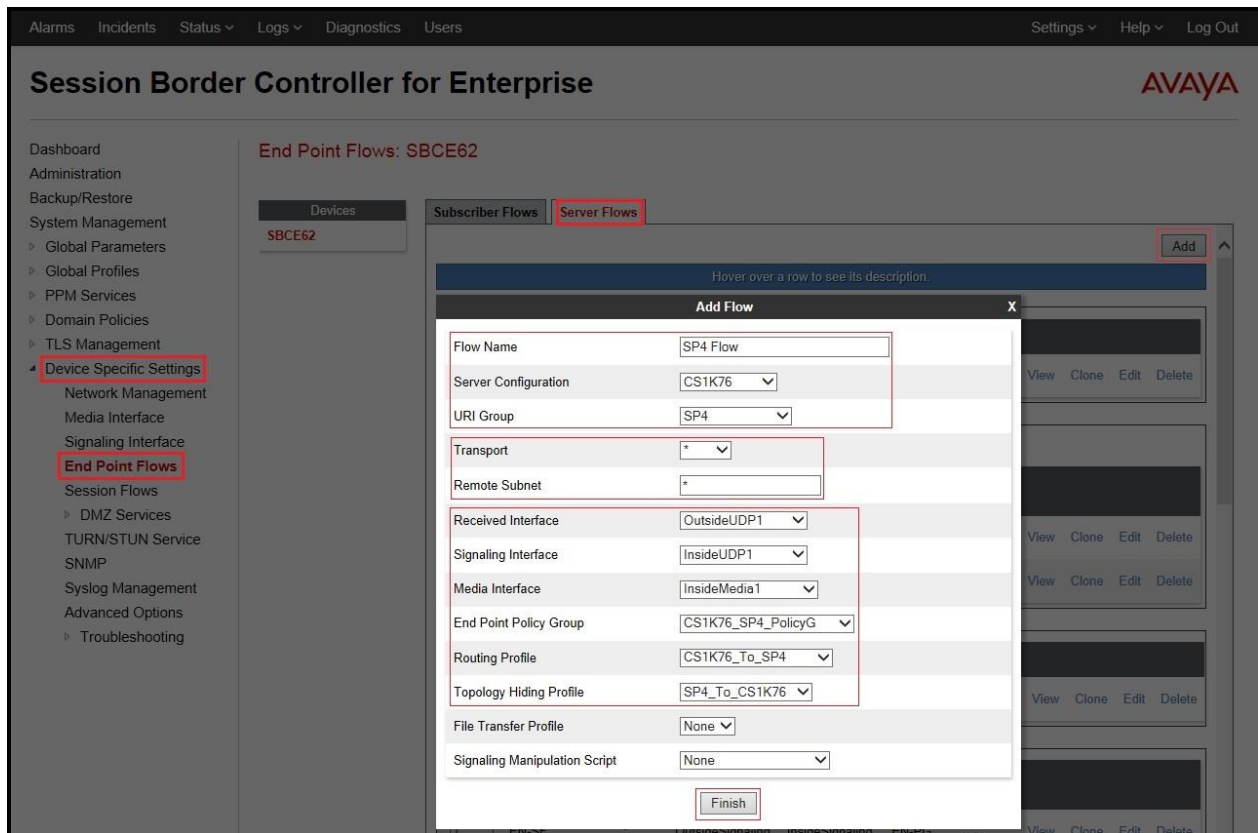 Alarms Incidents Status Logs Diagnostics Users Settings Help Log Out
Session Border Controller for Enterprise
AVAYA
Dashboard
Administration
Backup/Restore
System Management
Global Parameters
Global Profiles
PPM Services
Domain Policies
TLS Management
Device Specific Settings
Network Management
Media Interface
Signaling Interface
End Point Flows
Session Flows
DMZ Services
TURN/STUN Service
SNMP
Syslog Management
Advanced Options
Troubleshooting
End Point Flows: SBCE62
Devices
SBCE62
Subscriber Flows Server Flows
Add
Hover over a row to see its description.
Add Flow X
Flow Name SP4 Flow
Server Configuration CS1K76
URI Group SP4
Transport *
Remote Subnet *
Received Interface OutsideUDP1
Signaling Interface InsideUDP1
Media Interface InsideMedia1
End Point Policy Group CS1K76_SP4_PolicyG
Routing Profile CS1K76_To_SP4
Topology Hiding Profile SP4_To_CS1K76
File Transfer Profile None
Signaling Manipulation Script None
Finish
View Clone Edit Delete
View Clone Edit Delete
View Clone Edit Delete
View Clone Edit Delete
View Clone Edit Delete